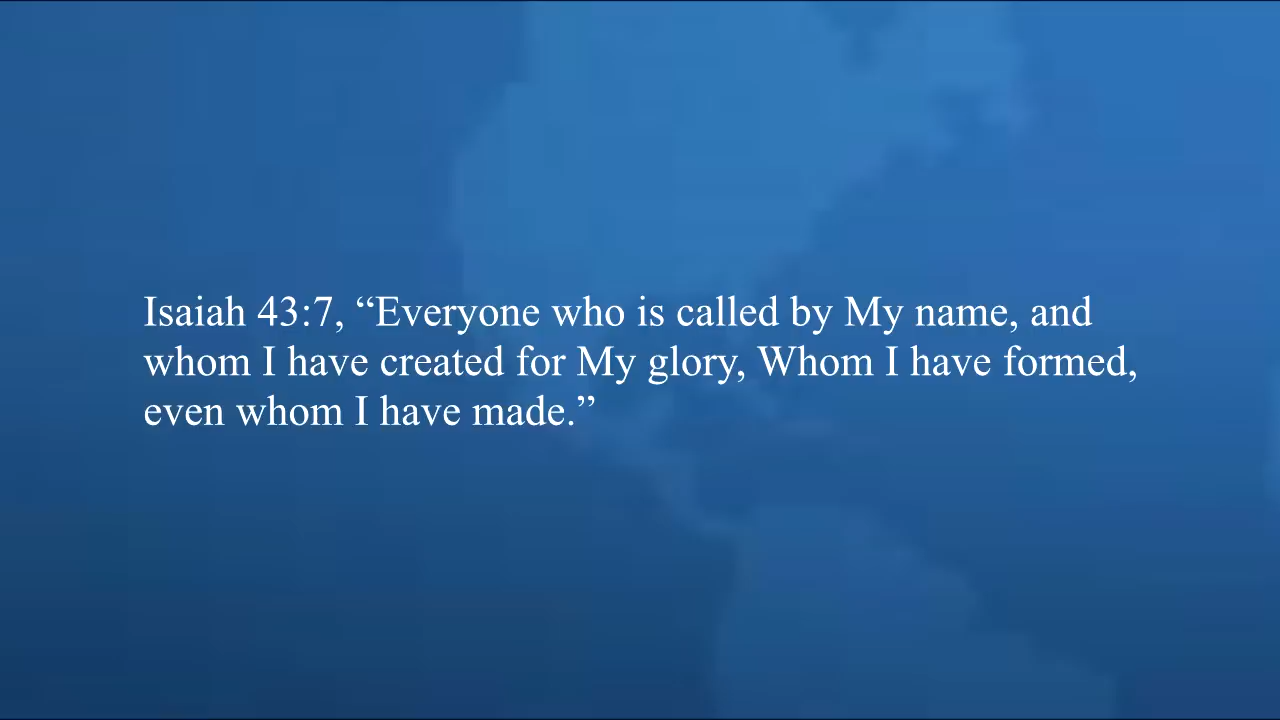 Isaiah 43:7, “Everyone who is called by My name, and
whom I have created for My glory, Whom I have formed,
even whom I have made.”